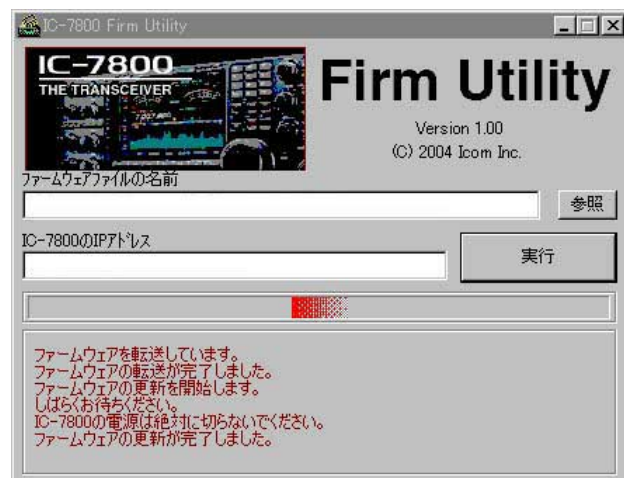 IC-7800 Firm Utility
IC-7800
THE TRANSCEIVER
Firm Utility
Version 1.00
(C) 2004 Icom Inc.
ファームウェアファイルの名前
参照
IC-7800のIPアドレス
実行
ファームウェアを転送しています。
ファームウェアの転送が完了しました。
ファームウェアの更新を開始します。
しばらくお待ちください。
IC-7800の電源は絶対に切らないでください。
ファームウェアの更新が完了しました。